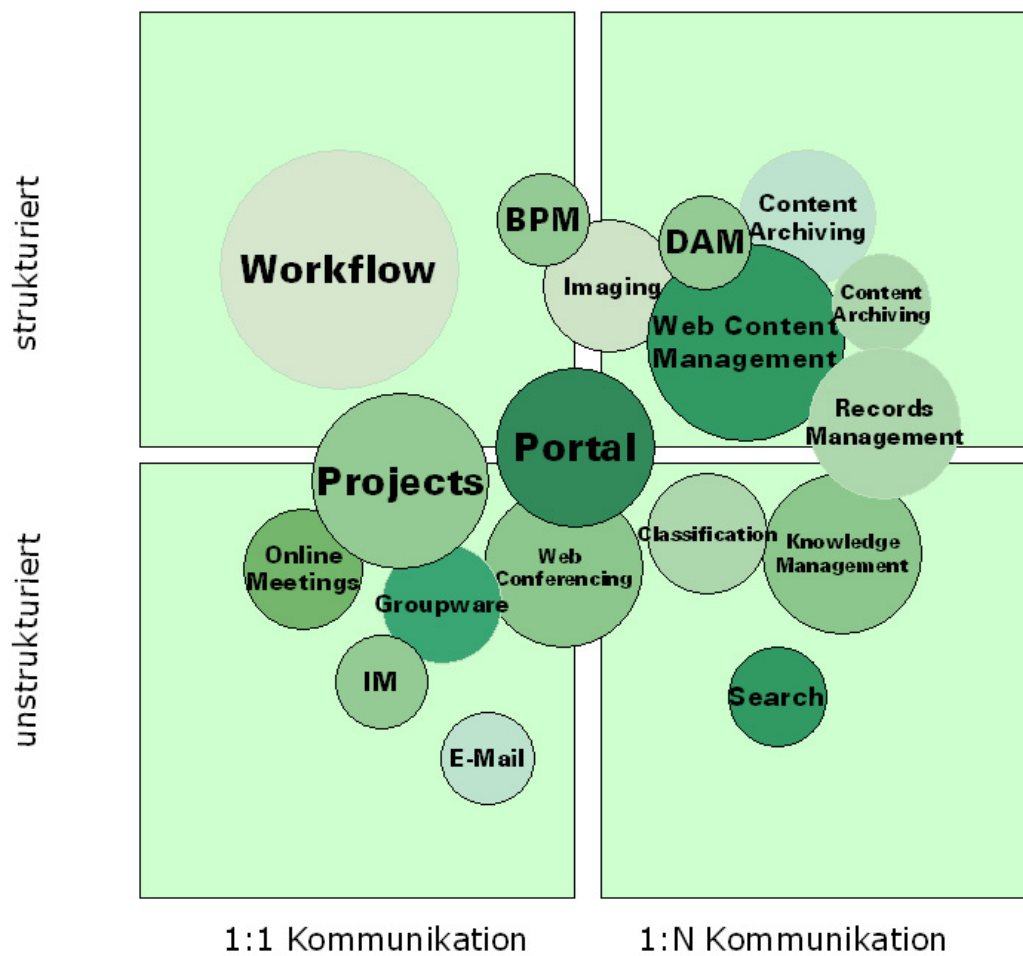 strukturiert
unstrukturiert
Workflow
BPM
Imaging
DAM
Content
Archiving
Content
Archiving
Web Content
Management
Records
Management
Portal
Projects
Online
Meetings
Groupware
Web
Conferencing
Classification
Knowledge
Management
IM
Search
E-Mail
1:1 Kommunikation
1:N Kommunikation